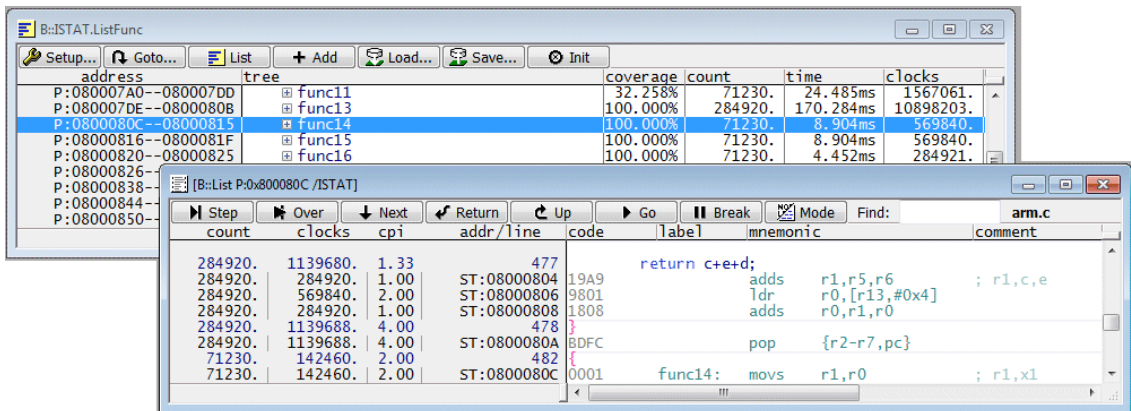 B::ISTAT.ListFunc
Setup... Goto... List Add Load... Save... Init
address tree coverage count time clocks
P:080007A0--080007DD func11 32.258% 71230. 24.485ms 1567061.
P:080007DE--0800080B func13 100.000% 284920. 170.284ms 10898203.
P:0800080C--08000815 func14 100.000% 71230. 8.904ms 569840.
P:08000816--0800081F func15 100.000% 71230. 8.904ms 569840.
P:08000820--08000825 func16 100.000% 71230. 4.452ms 284921.
P:08000826--
P:08000838--
P:08000844--
P:08000850--
[B::List P:0x800080C /ISTAT]
Step Over Next Return Up Go Break Mode Find: arm.c
count clocks cpi addr/line code label mnemonic comment
284920. 1139680. 1.33 477 return c+e+d;
284920. 284920. 1.00 ST:08000804 19A9 adds r1,r5,r6 ; r1,c,e
284920. 569840. 2.00 ST:08000806 9801 ldr r0,[r13,#0x4]
284920. 284920. 1.00 ST:08000808 1808 adds r0,r1,r0
284920. 1139688. 4.00 478 }
284920. 1139688. 4.00 ST:0800080A BDFC pop {r2-r7,pc}
71230. 142460. 2.00 482 {
71230. 142460. 2.00 ST:0800080C 0001 func14: movs r1,r0 ; r1,x1